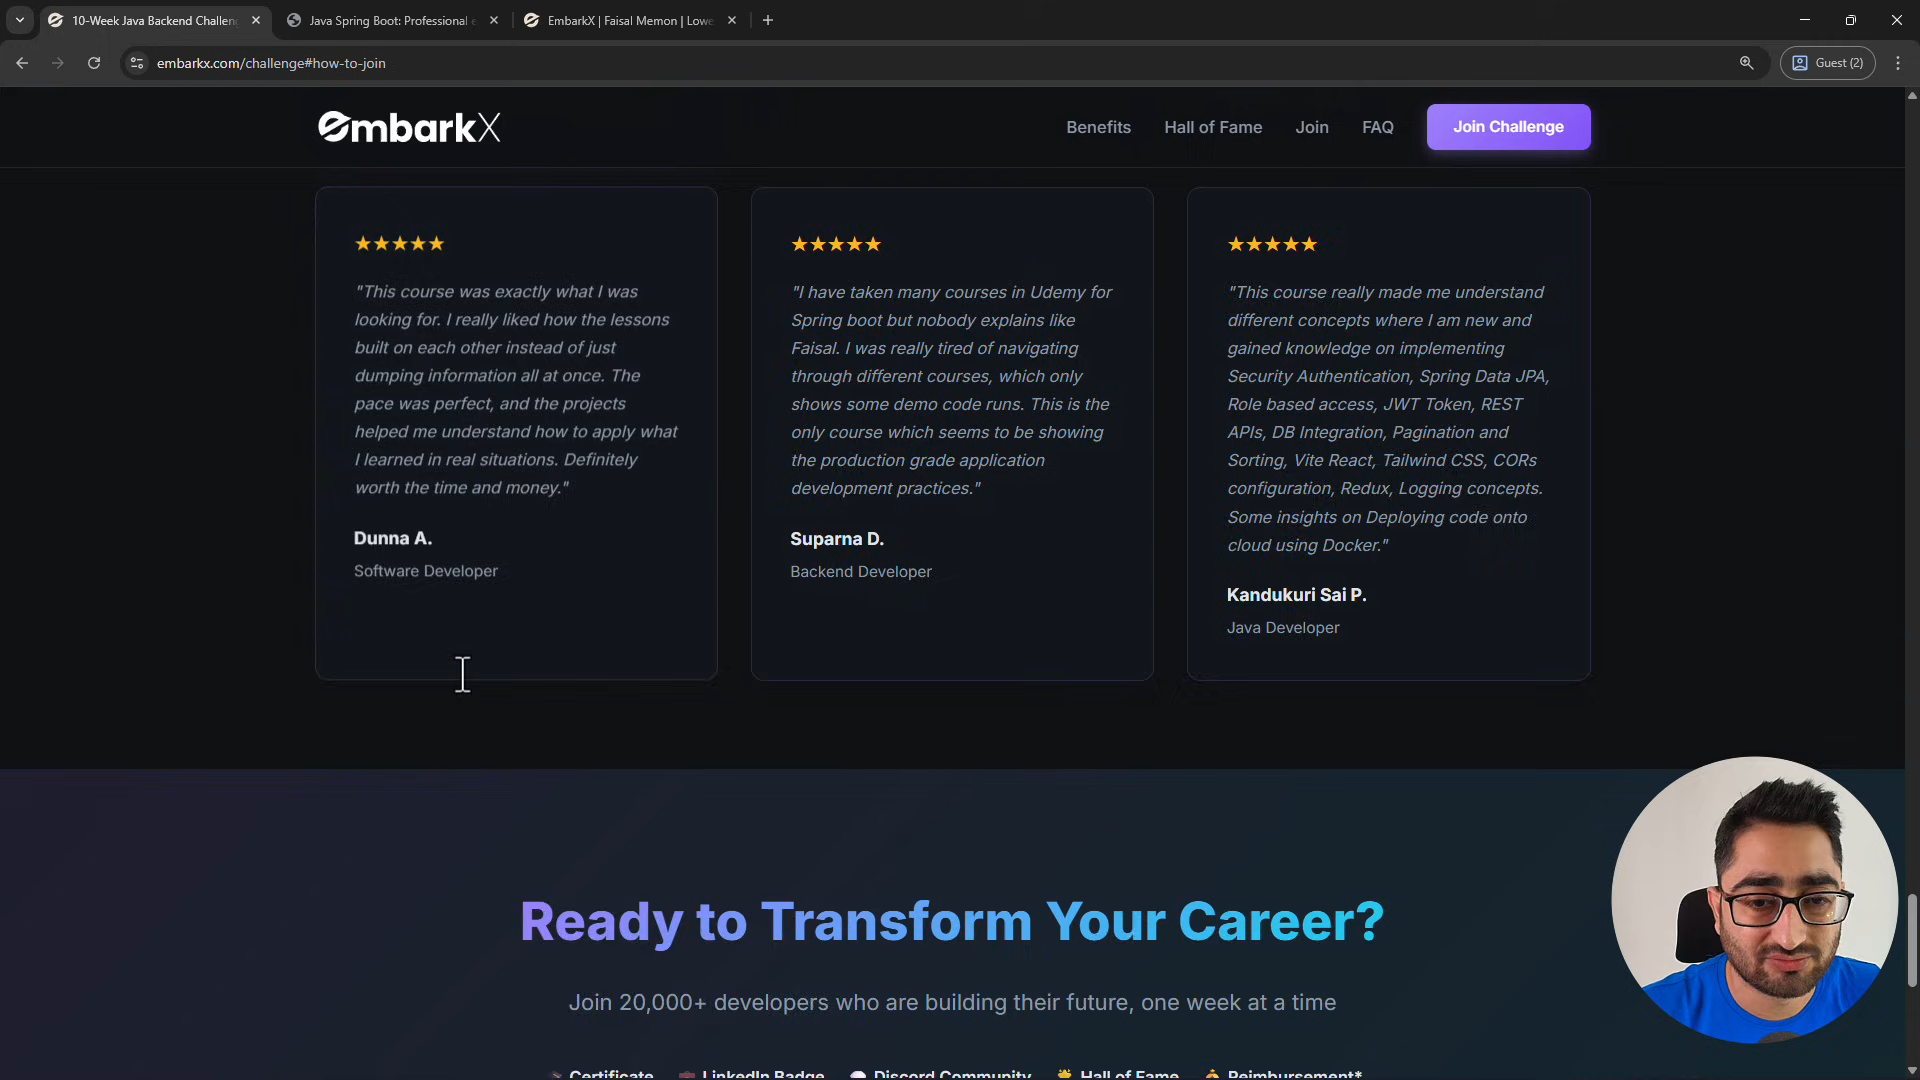 10-Week Java Backend Challen
Java Spring Boot: Professional e
EmbarkX | Faisal Memon | Lowe
embarkx.com/challenge#how-to-join
Guest (2)
EmbarkX
Benefits
Hall of Fame
Join
FAQ
Join Challenge
★★★★★
"This course was exactly what I was
looking for. I really liked how the lessons
built on each other instead of just
dumping information all at once. The
pace was perfect, and the projects
helped me understand how to apply what
I learned in real situations. Definitely
worth the time and money."
Dunna A.
Software Developer
★★★★★
"I have taken many courses in Udemy for
Spring boot but nobody explains like
Faisal. I was really tired of navigating
through different courses, which only
shows some demo code runs. This is the
only course which seems to be showing
the production grade application
development practices."
Suparna D.
Backend Developer
★★★★★
"This course really made me understand
different concepts where I am new and
gained knowledge on implementing
Security Authentication, Spring Data JPA,
Role based access, JWT Token, REST
APIs, DB Integration, Pagination and
Sorting, Vite React, Tailwind CSS, CORs
configuration, Redux, Logging concepts.
Some insights on Deploying code onto
cloud using Docker."
Kandukuri Sai P.
Java Developer
Ready to Transform Your Career?
Join 20,000+ developers who are building their future, one week at a time
Certificate LinkedIn Badge Discord Community Hall of Fame Reimbursement*